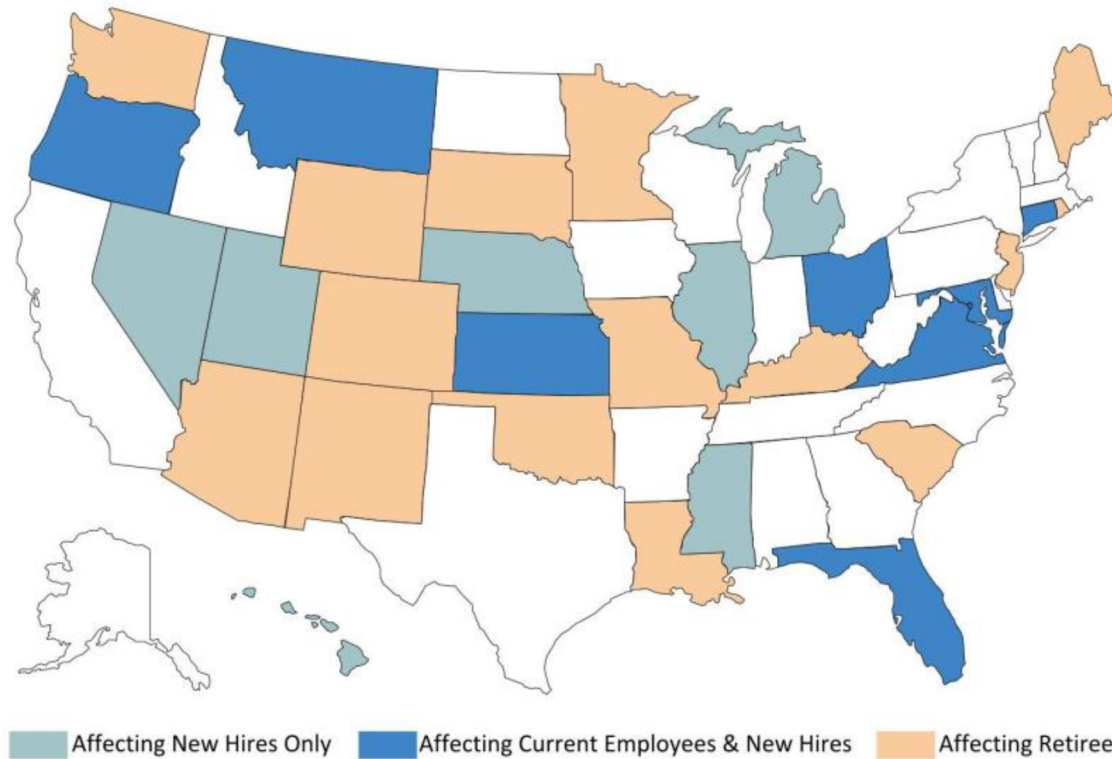 Affecting New Hires Only
Affecting Current Employees & New Hires
Affecting Retiree